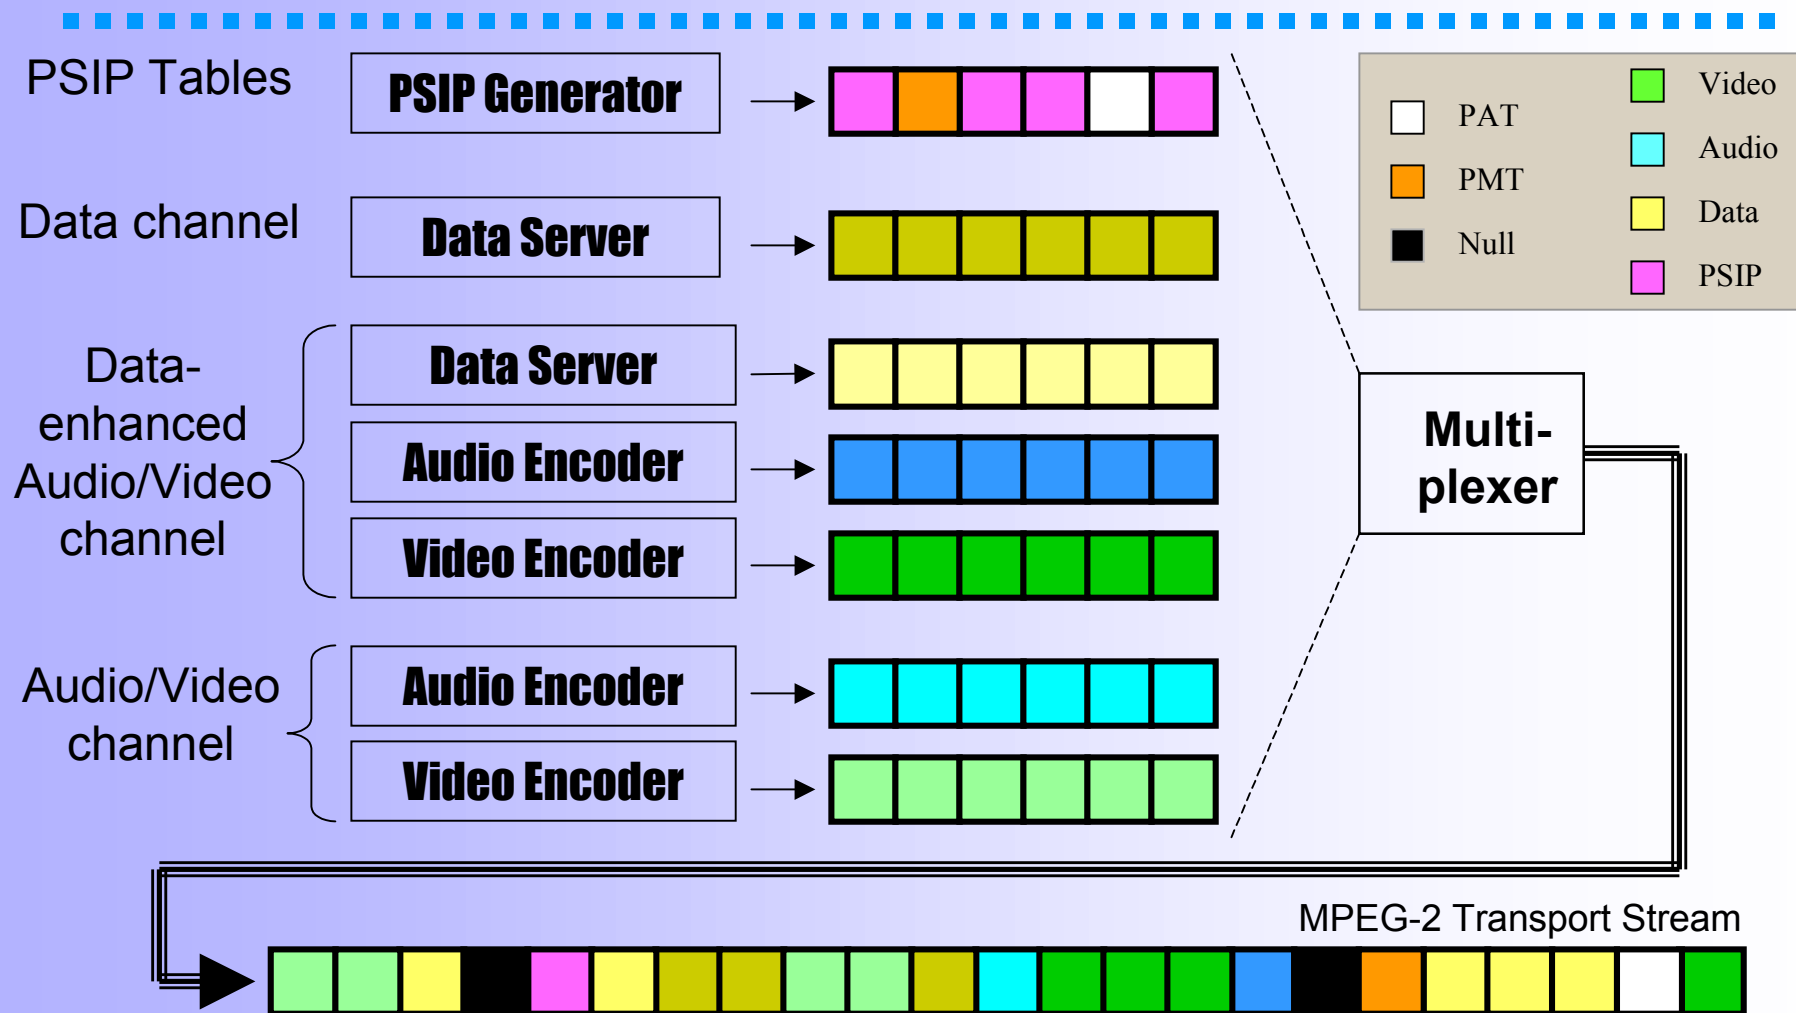 PSIP Tables
PSIP Generator
Data channel
Data Server
Data-
enhanced
Audio/Video
channel
Data Server
Audio Encoder
Video Encoder
Audio/Video
channel
Audio Encoder
Video Encoder
PAT
PMT
Null
Video
Audio
Data
PSIP
Multi-
plexer
MPEG-2 Transport Stream